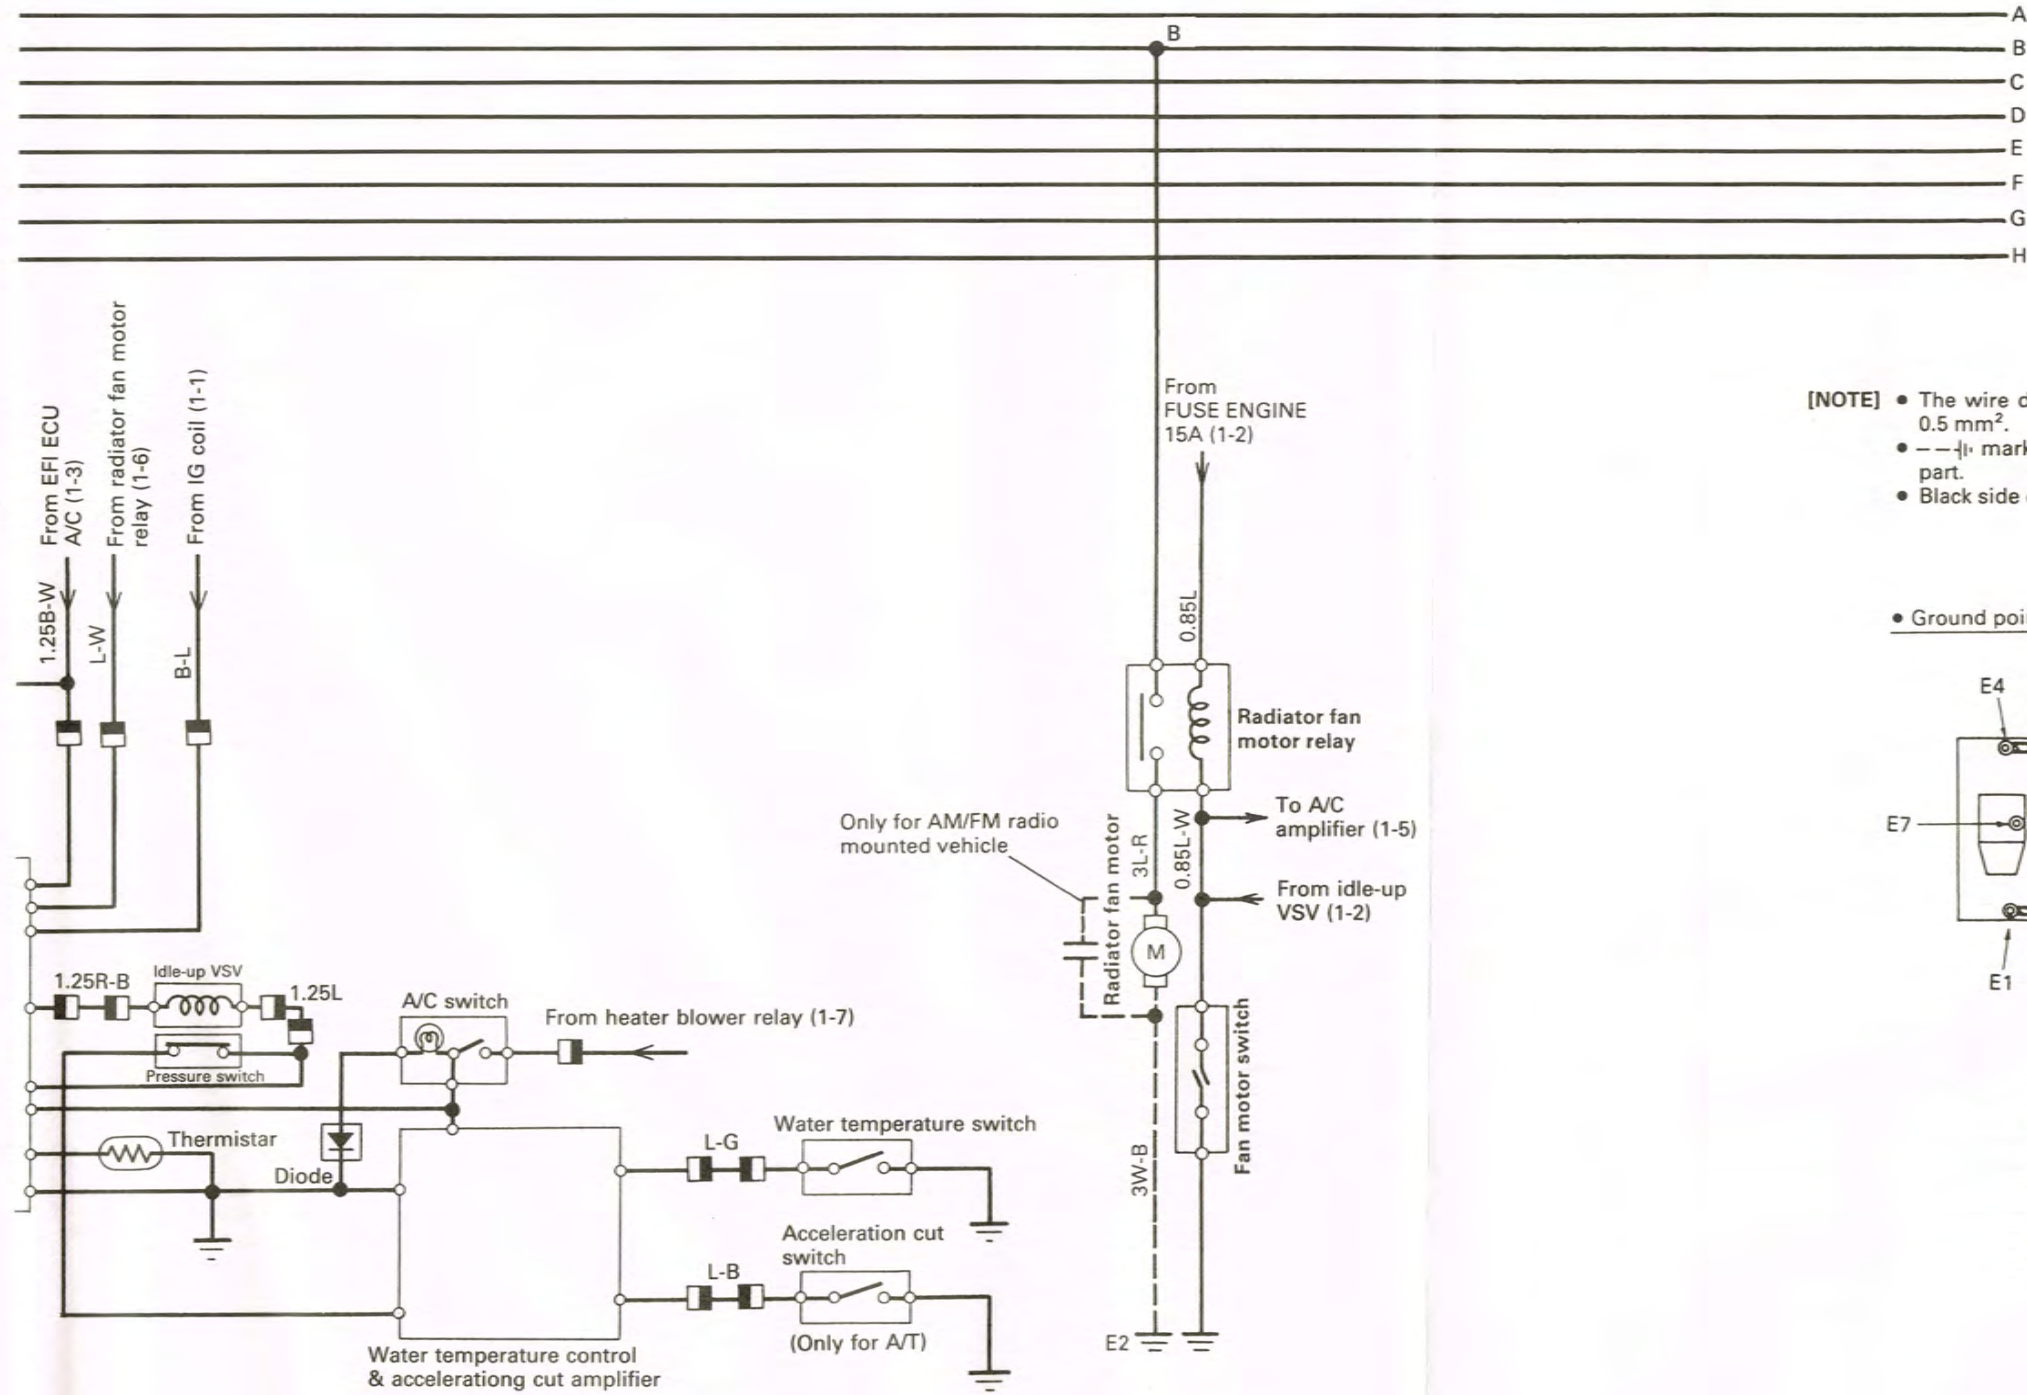 A
B
B
C
D
E
F
G
H
From EFI ECU
A/C (1-3)
From radiator fan motor
relay (1-6)
From IG coil (1-1)
1.25B-W
L-W
B-L
From
FUSE ENGINE
15A (1-2)
0.85L
[NOTE] • The wire
0.5 mm².
• mark
part.
• Black side
• Ground poi
E4
E7
E1
Radiator fan
motor relay
To A/C
amplifier (1-5)
Only for AM/FM radio
mounted vehicle
Radiator fan motor
3L-R
0.85L-W
From idle-up
VSV (1-2)
M
Fan motor switch
3W-B
E2
1.25R-B
Idle-up VSV
1.25L
A/C switch
From heater blower relay (1-7)
Pressure switch
Thermistar
Diode
L-G
Water temperature switch
Acceleration cut
switch
L-B
(Only for A/T)
Water temperature control
& accelerationg cut amplifier